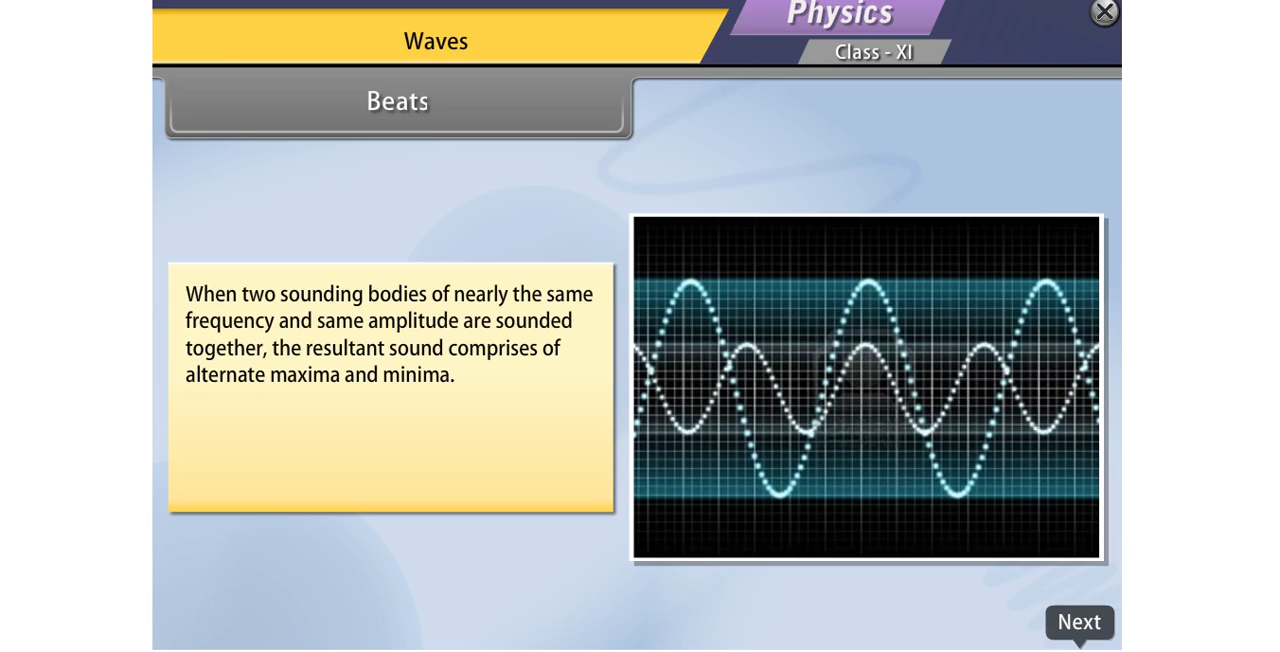 Physics
Waves
Class - XI
Beats
When two sounding bodies of nearly the same
frequency and same amplitude are sounded
together, the resultant sound comprises of
alternate maxima and minima.
Next